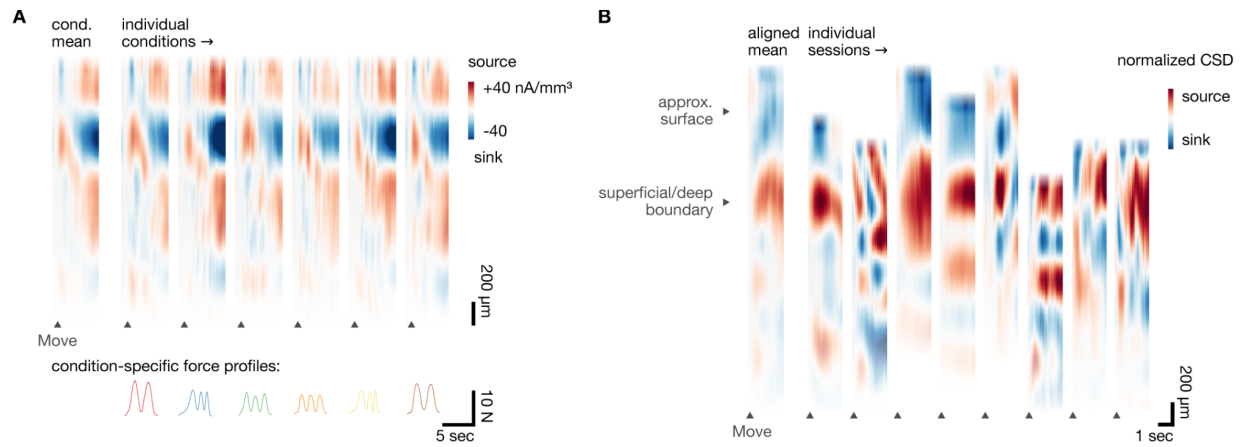 A
cond.
mean
individual
conditions →
source
+40 nA/mm³
-40
sink
200 µm
Move
condition-specific force profiles:
10 N
5 sec
B
aligned
mean
individual
sessions →
normalized CSD
source
sink
approx.
surface
superficial/deep
boundary
200 µm
Move
1 sec